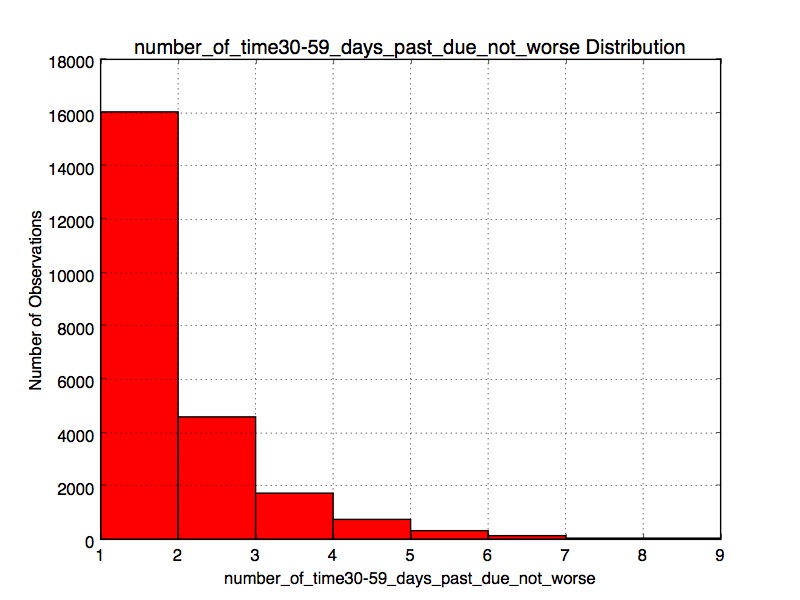 number_of_time30-59_days_past_due_not_worse Distribution
18000
16000
14000
12000
10000
8000
6000
4000
2000
0
Number of Observations
1 2 3 4 5 6 7 8 9
number_of_time30-59_days_past_due_not_worse